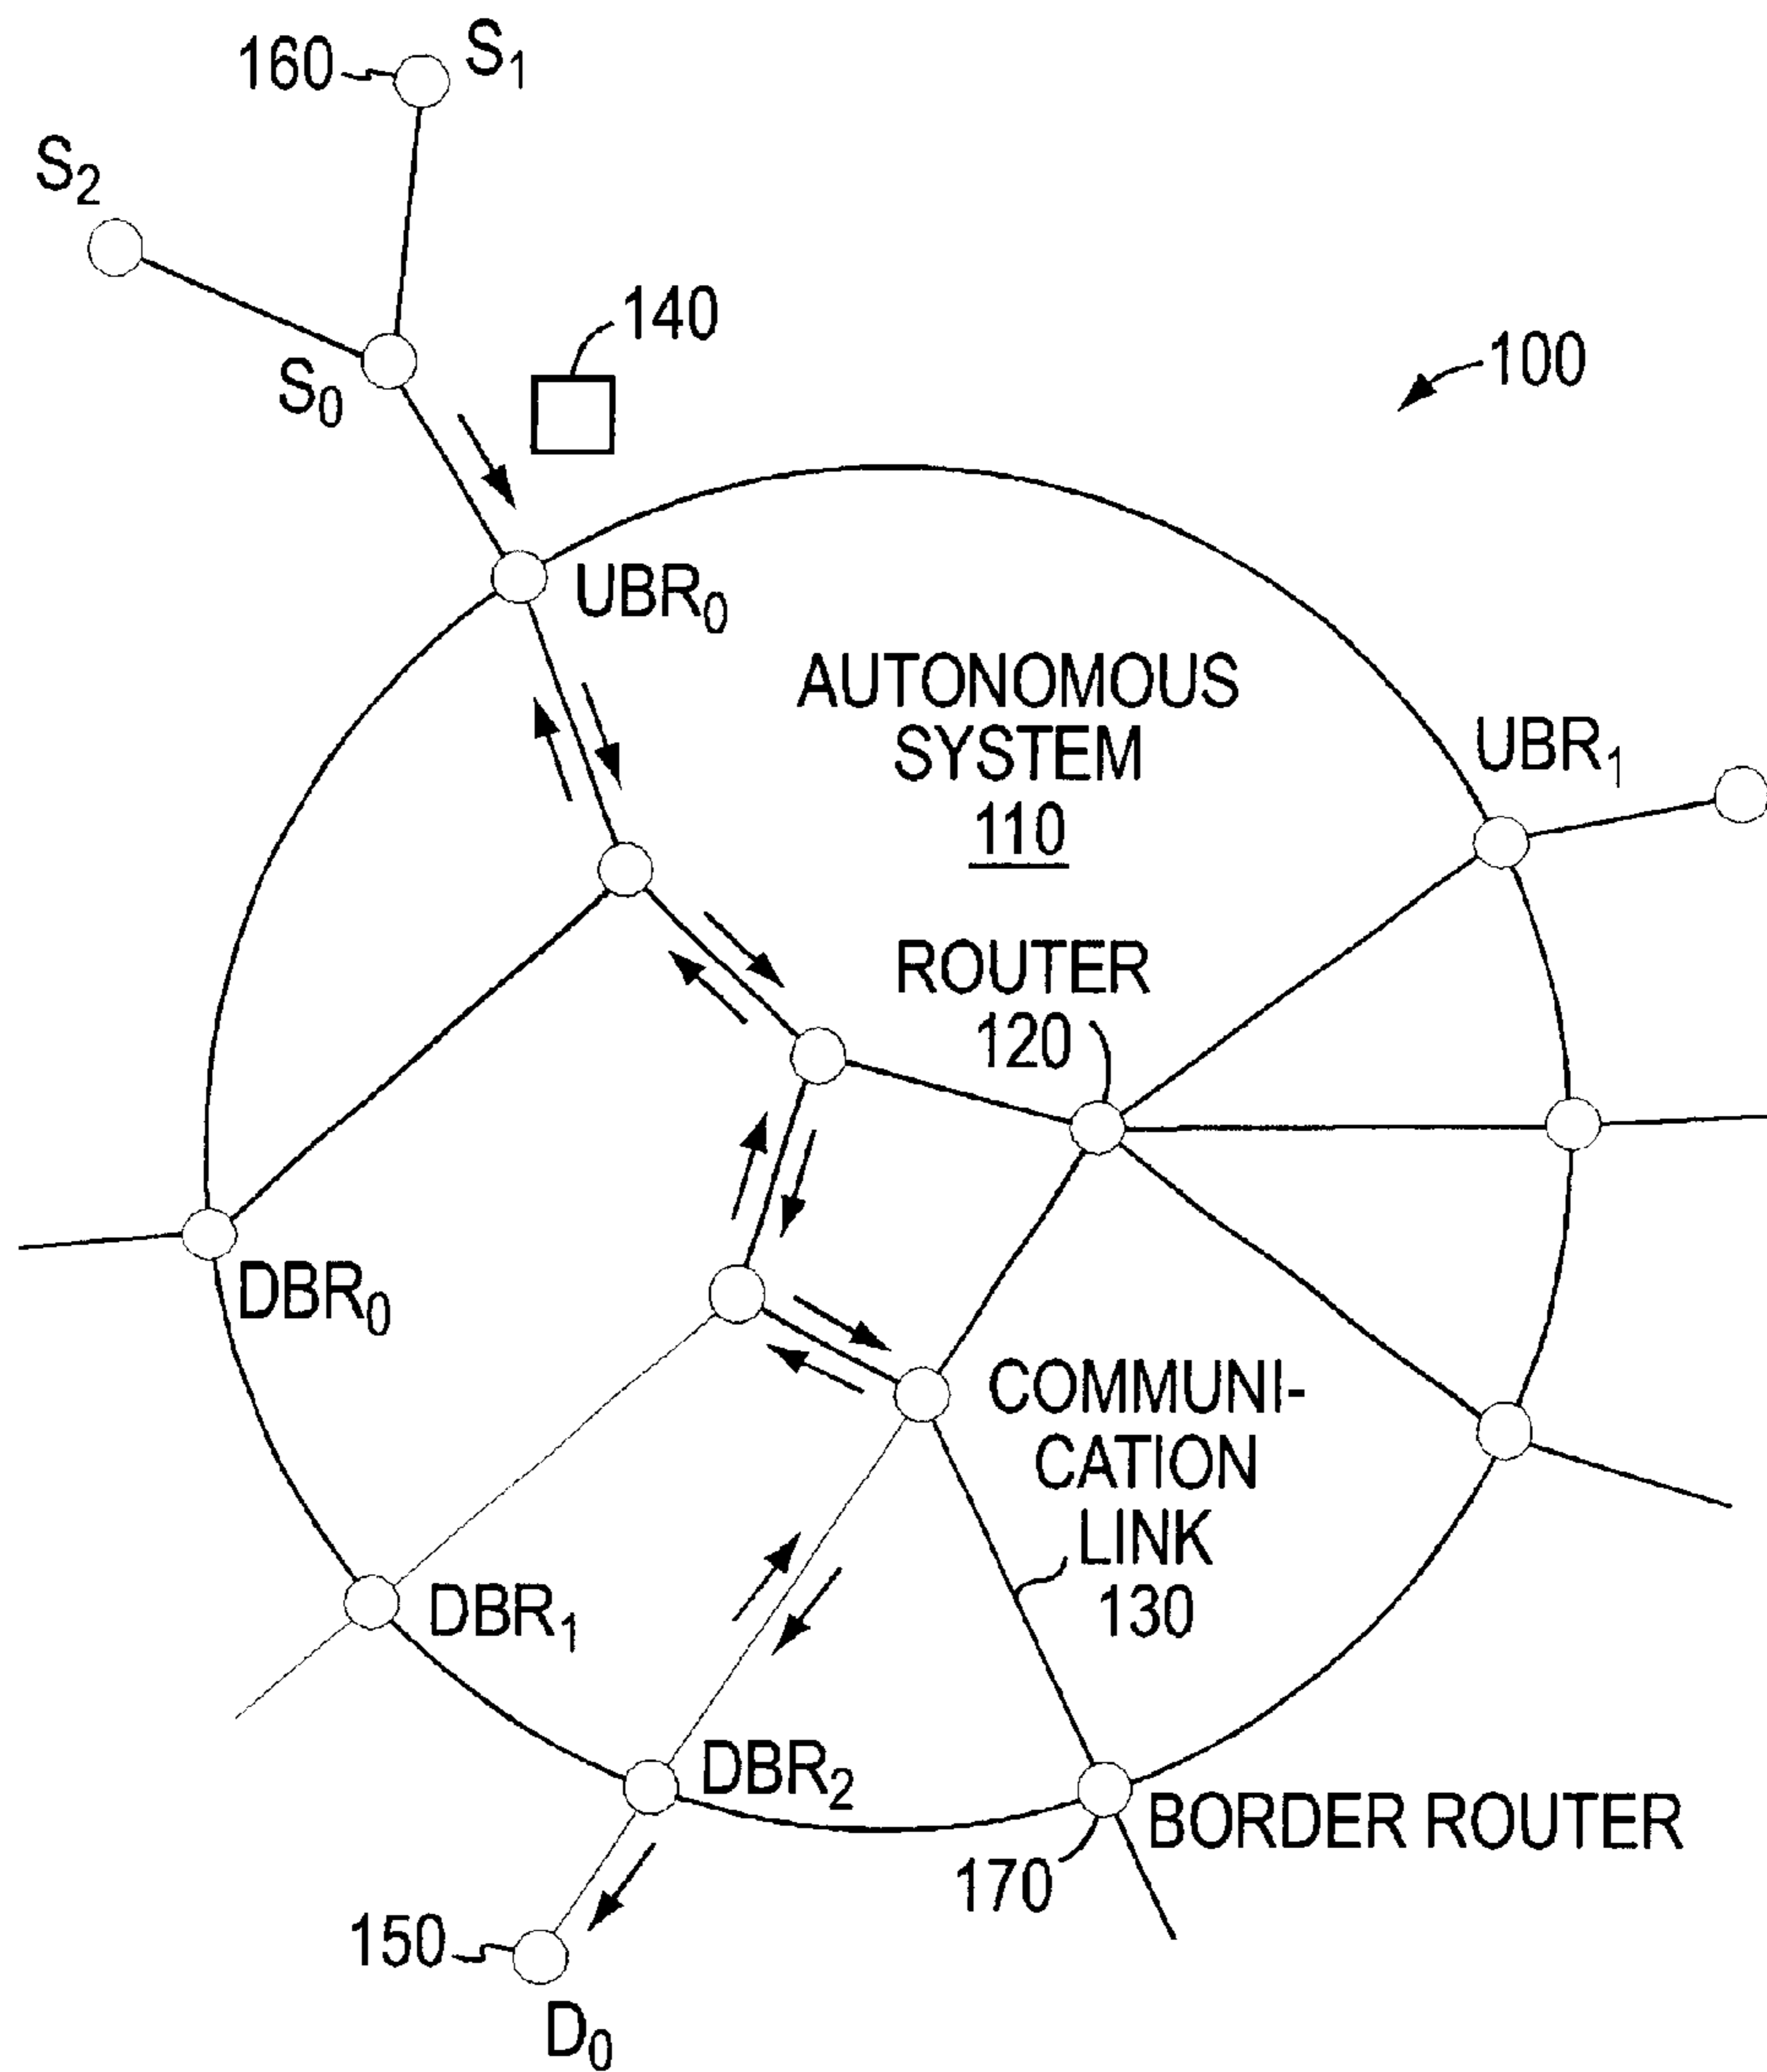 160
S₁
S₂
140
S₀
100
UBR₀
AUTONOMOUS
SYSTEM
110
UBR₁
ROUTER
120
DBR₀
COMMUNI-
CATION
LINK
130
DBR₁
DBR₂
BORDER ROUTER
170
150
D₀